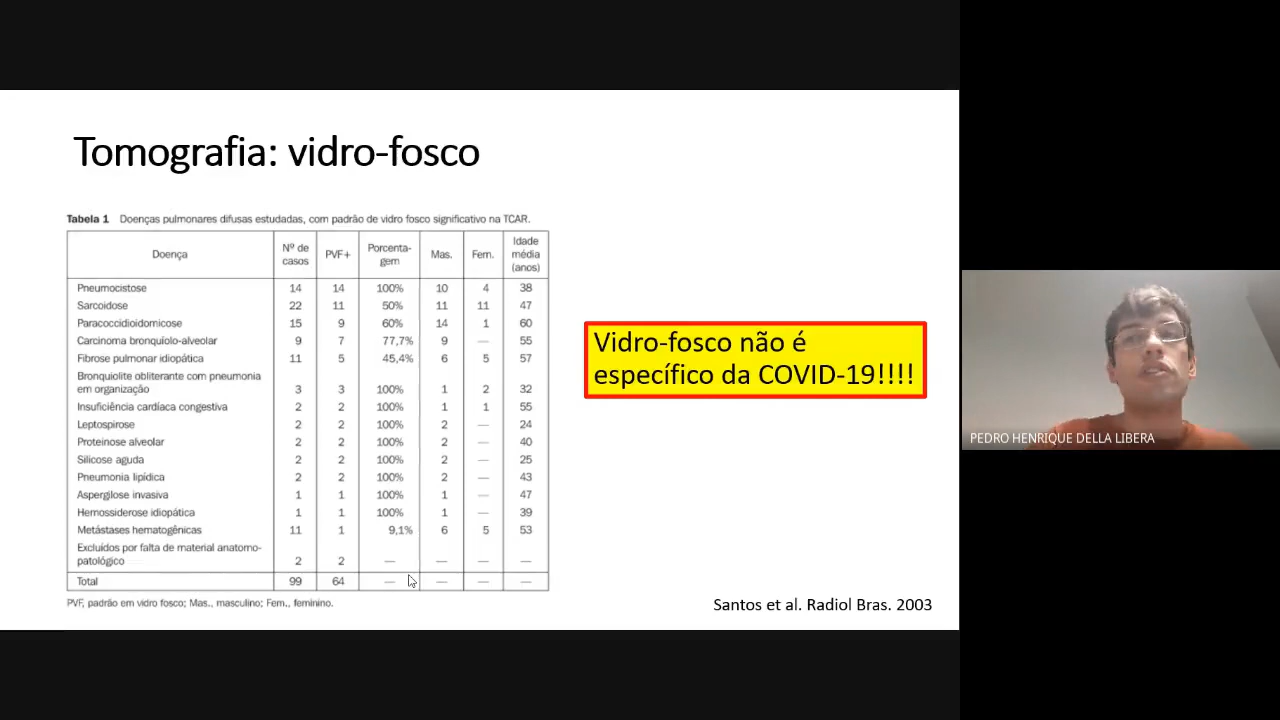 Tomografia: vidro-fosco
Tabela 1 Doenças pulmonares difusas estudadas, com padrão de vidro fosco significativo na TCAR.
Doença Nº de casos PVF+ Porcenta-gem Mas. Fem. Idade média (anos)
Pneumocistose 14 14 100% 10 4 38
Sarcoidose 22 11 50% 11 11 47
Paracoccidioidomicose 15 9 60% 14 1 60
Carcinoma bronquíolo-alveolar 9 7 77,7% 9 — 55
Fibrose pulmonar idiopática 11 5 45,4% 6 5 57
Bronquiolite obliterante com pneumonia
em organização 3 3 100% 1 2 32
Insuficiência cardíaca congestiva 2 2 100% 1 1 55
Leptospirose 2 2 100% 2 — 24
Proteinose alveolar 2 2 100% 2 — 40
Silicose aguda 2 2 100% 2 — 25
Pneumonia lipídica 2 2 100% 2 — 43
Aspergilose invasiva 1 1 100% 1 — 47
Hemossiderose idiopática 1 1 100% 1 — 39
Metástases hematogênicas 11 1 9,1% 6 5 53
Excluídos por falta de material anatomo-
patológico 2 2 — — — —
Total 99 64 — — — —
PVF, padrão em vidro fosco; Mas., masculino; Fem., feminino.
Vidro-fosco não é
específico da COVID-19!!!!
Santos et al. Radiol Bras. 2003
PEDRO HENRIQUE DELLA LIBERA